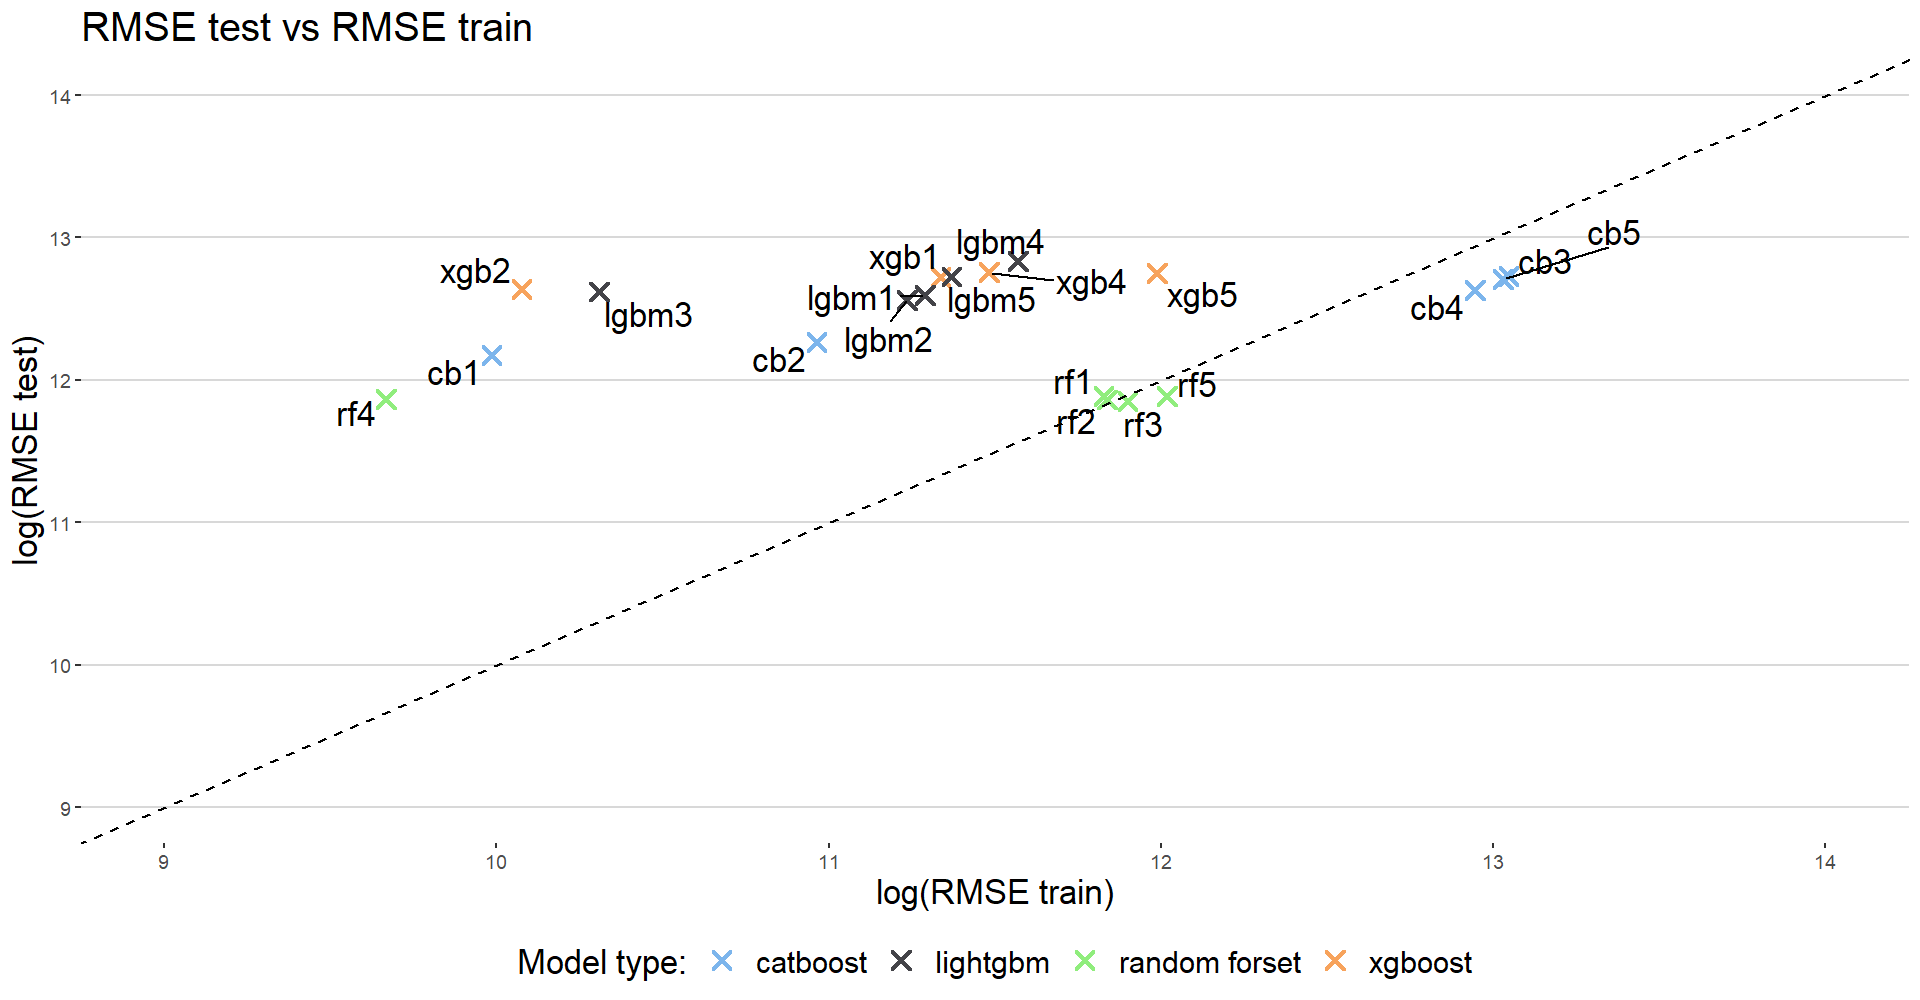 RMSE test vs RMSE train
log(RMSE test)
14
13
12
11
10
9
cb5
lgbm4
xgb1
cb3
xgb2
xgb4
lgbm1
lgbm5
xgb5
lgbm3
cb4
lgbm2
cb2
cb1
rf1
rf5
rf4
rf2
rf3
9
10
11
12
13
14
log(RMSE train)
Model type: catboost lightgbm random forset xgboost